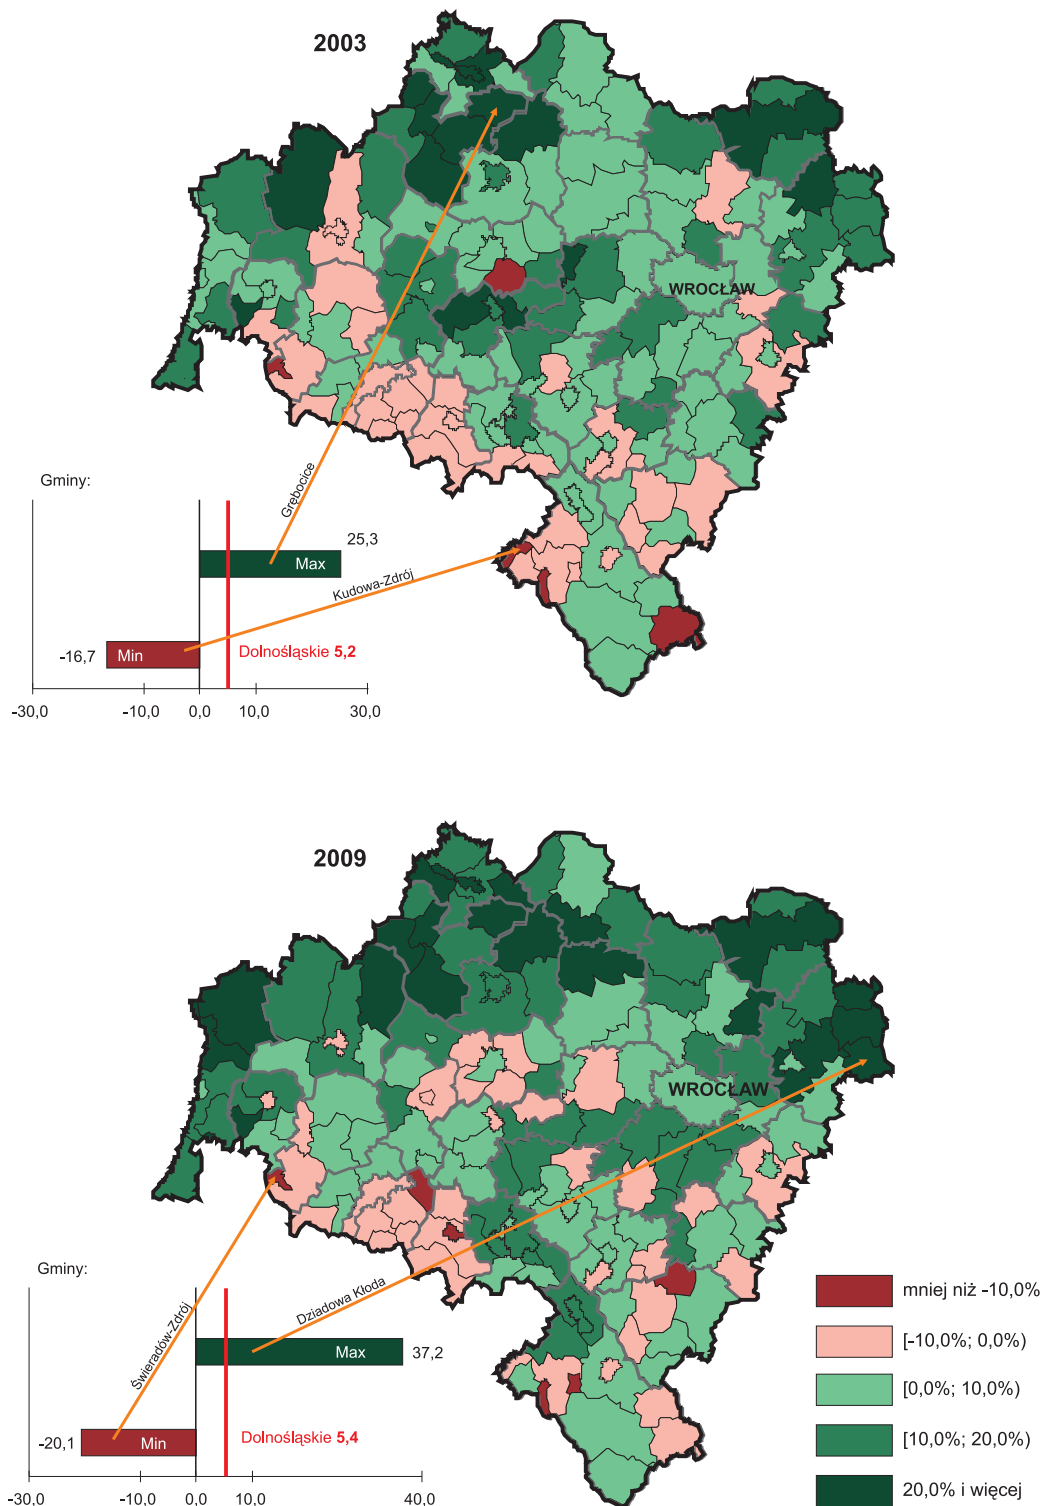 2003
WROCŁAW
Gminy:
Grębocice
25,3
Max
Kudowa-Zdrój
-16,7
Min
Dolnośląskie 5,2
-30,0
-10,0
0,0
10,0
30,0
2009
WROCŁAW
Gminy:
Świeradów-Zdrój
Dziadowa Kłoda
Max
37,2
-20,1
Min
Dolnośląskie 5,4
-30,0
-10,0
0,0
10,0
40,0
mniej niż -10,0%
[-10,0%; 0,0%)
[0,0%; 10,0%)
[10,0%; 20,0%)
20,0% i więcej